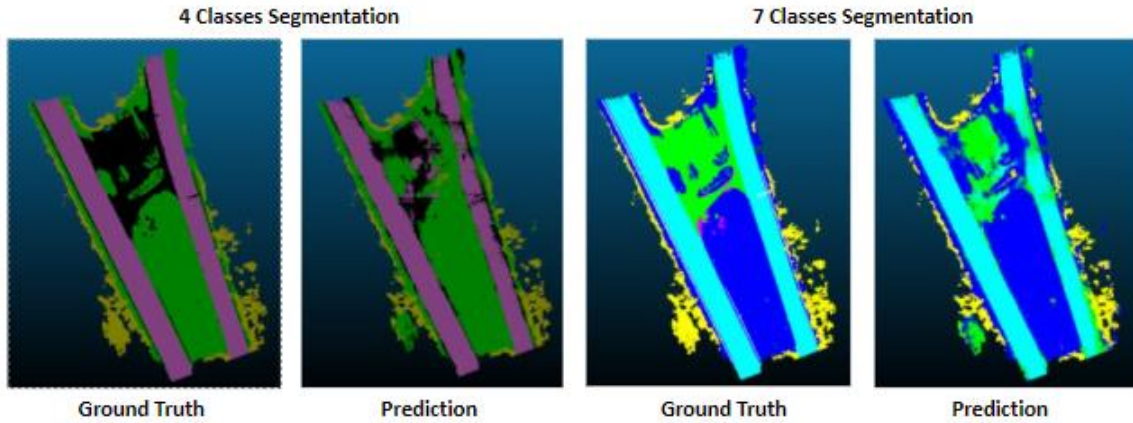 4 Classes Segmentation
7 Classes Segmentation
Ground Truth
Prediction
Ground Truth
Prediction